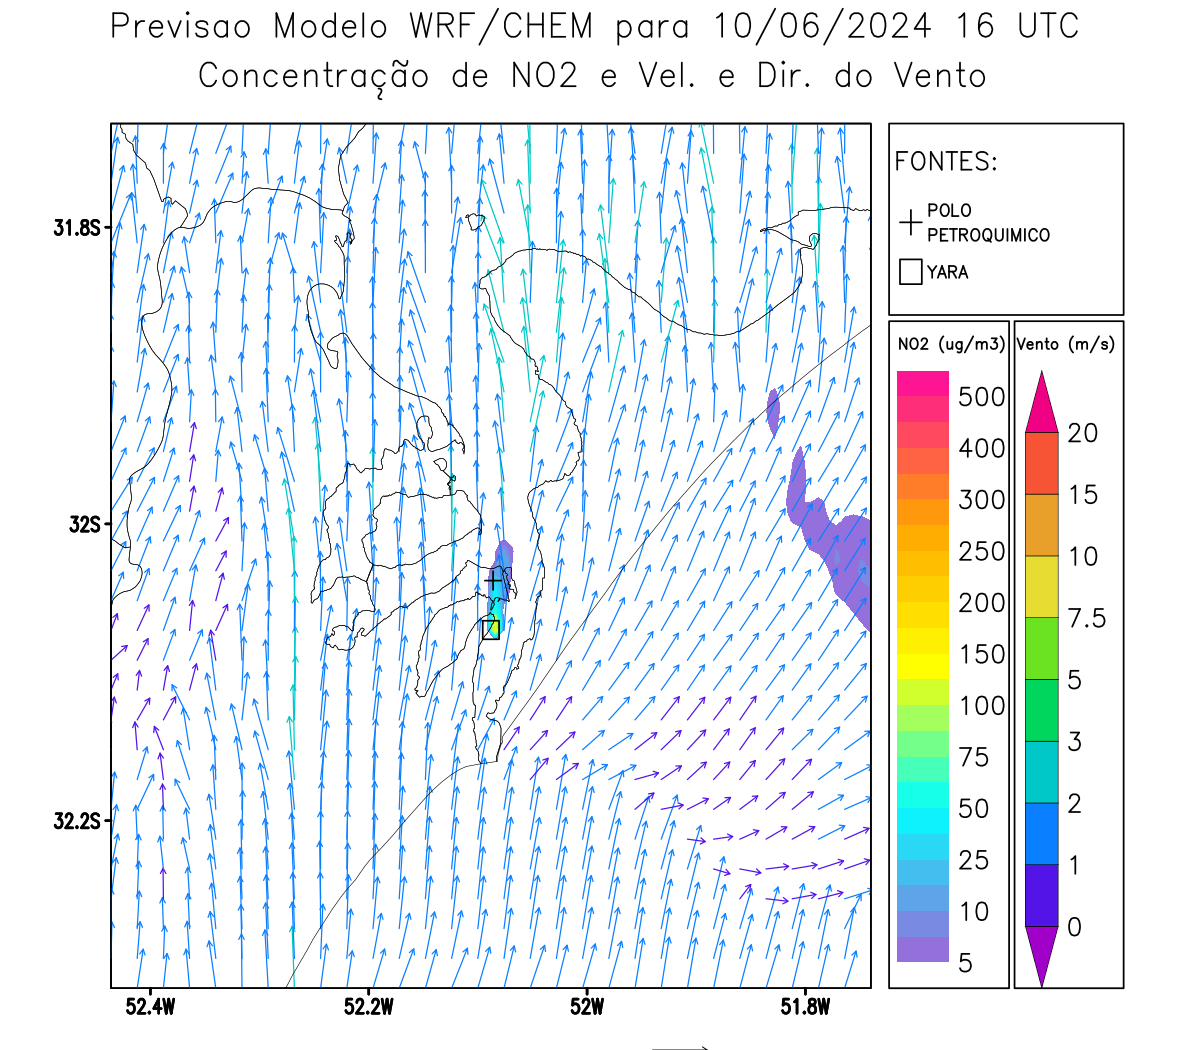 Previsao Modelo WRF/CHEM para 10/06/2024 16 UTC
Concentração de NO2 e Vel. e Dir. do Vento
FONTES:
POLO
PETROQUIMICO
YARA
31.8S
32S
32.2S
52.4W
52.2W
52W
51.8W
NO2 (ug/m3)
500
400
300
250
200
150
100
75
50
25
10
5
Vento (m/s)
20
15
10
7.5
5
3
2
1
0